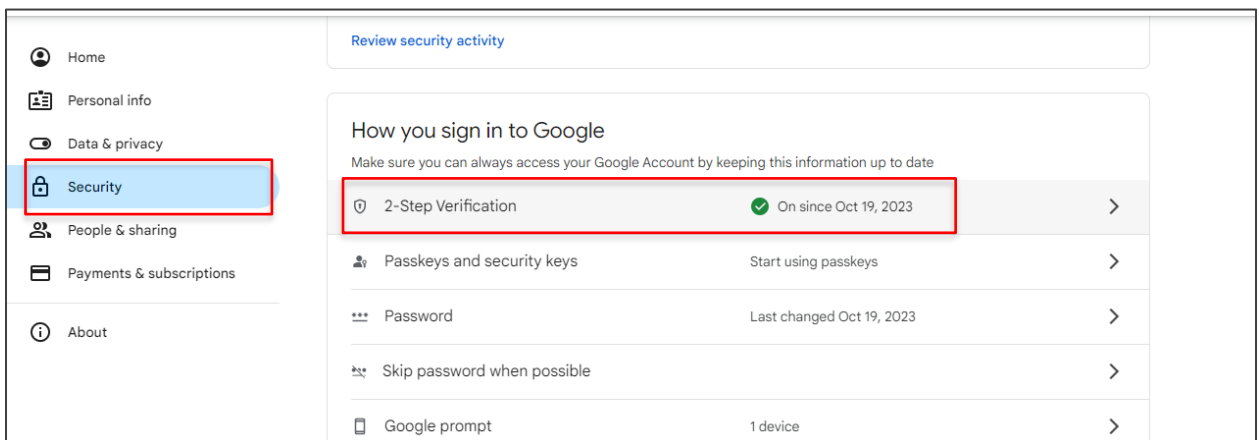 Review security activity
Home
Personal info
Data & privacy
Security
People & sharing
Payments & subscriptions
About
How you sign in to Google
Make sure you can always access your Google Account by keeping this information up to date
2-Step Verification On since Oct 19, 2023
Passkeys and security keys Start using passkeys
Password Last changed Oct 19, 2023
Skip password when possible
Google prompt 1 device